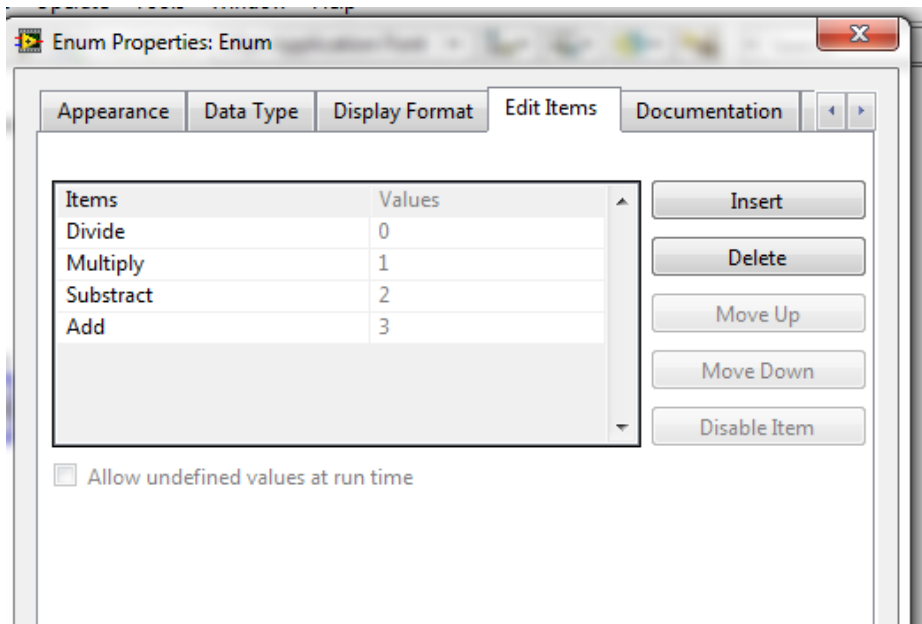 Enum Properties: Enum
Appearance Data Type Display Format Edit Items Documentation
Items Values
Divide 0
Multiply 1
Substract 2
Add 3
Insert
Delete
Move Up
Move Down
Disable Item
Allow undefined values at run time